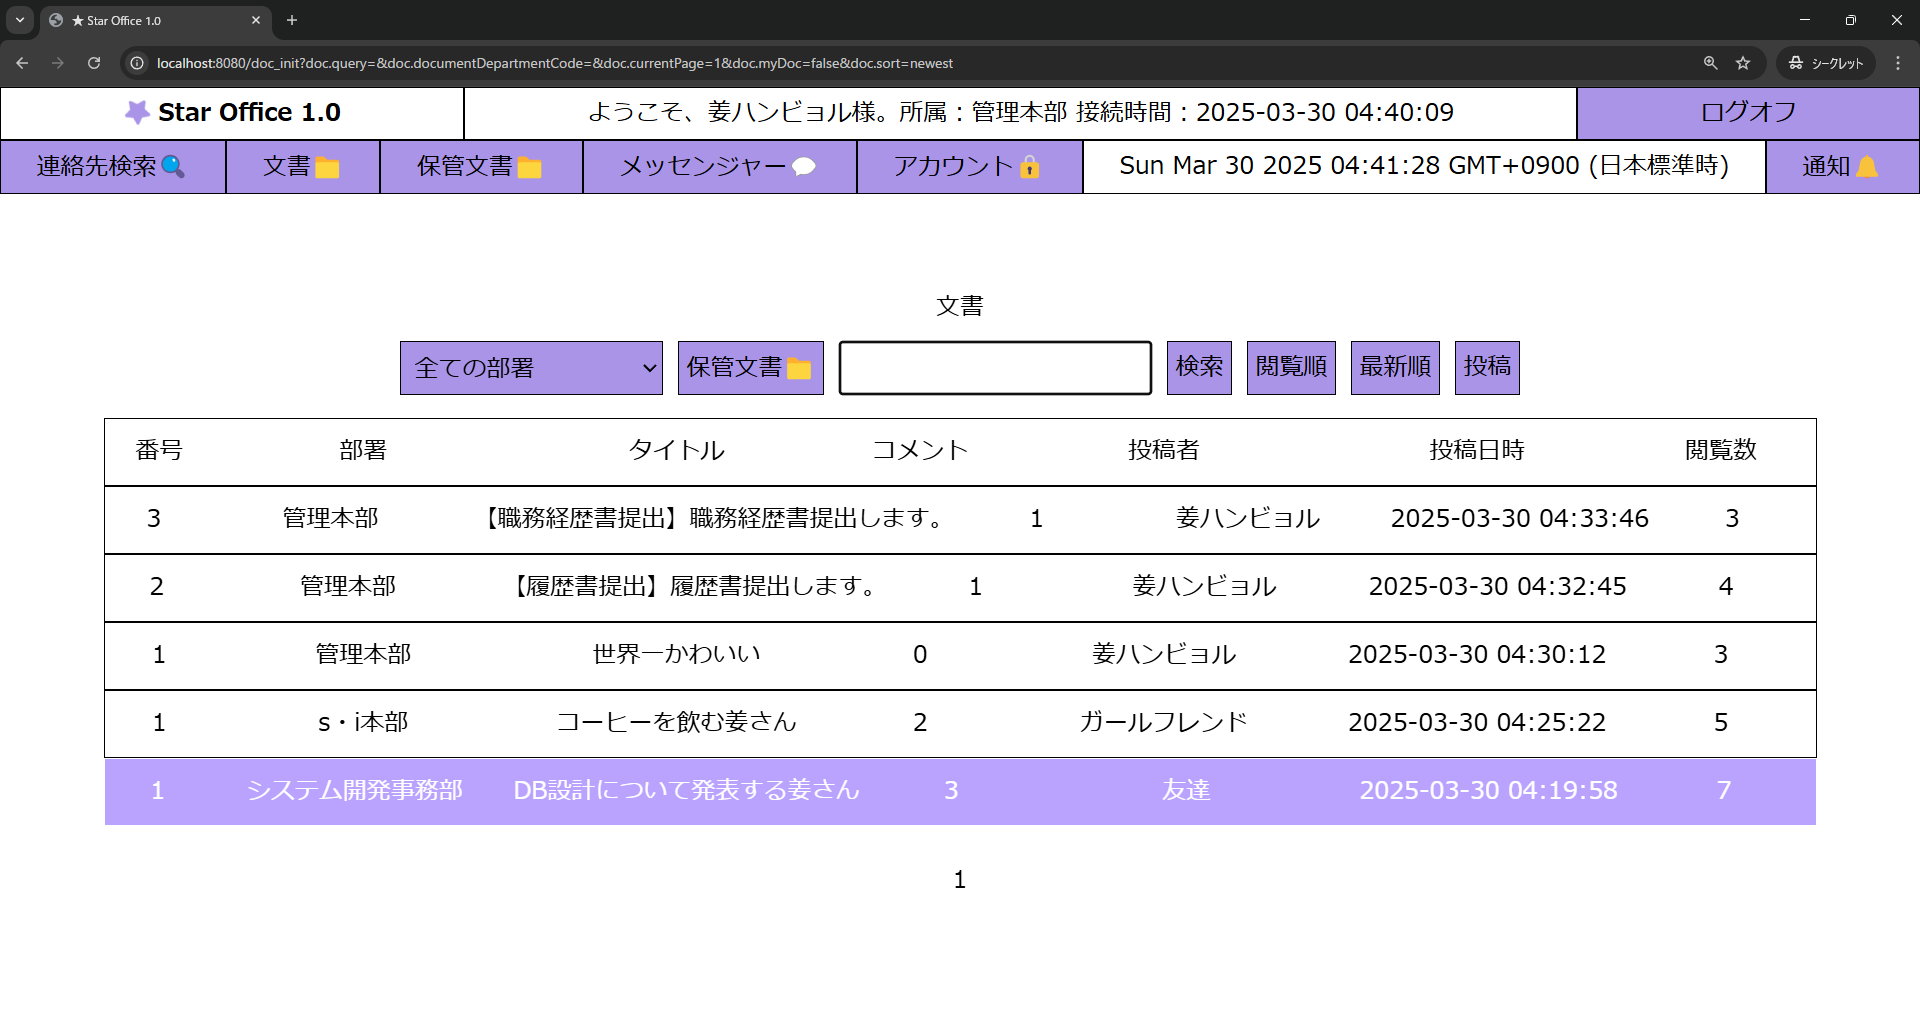 ★ Star Office 1.0
localhost:8080/doc_init?doc.query=&doc.documentDepartmentCode=&doc.currentPage=1&doc.myDoc=false&doc.sort=newest
シークレット
Star Office 1.0 ようこそ、姜ハンビョル様。所属：管理本部 接続時間：2025-03-30 04:40:09 ログオフ
連絡先検索 文書 保管文書 メッセンジャー アカウント Sun Mar 30 2025 04:41:28 GMT+0900 (日本標準時) 通知
文書
全ての部署 保管文書 検索 閲覧順 最新順 投稿
番号 部署 タイトル コメント 投稿者 投稿日時 閲覧数
3 管理本部 【職務経歴書提出】職務経歴書提出します。 1 姜ハンビョル 2025-03-30 04:33:46 3
2 管理本部 【履歴書提出】履歴書提出します。 1 姜ハンビョル 2025-03-30 04:32:45 4
1 管理本部 世界一かわいい 0 姜ハンビョル 2025-03-30 04:30:12 3
1 s・i本部 コーヒーを飲む姜さん 2 ガールフレンド 2025-03-30 04:25:22 5
1 システム開発事務部 DB設計について発表する姜さん 3 友達 2025-03-30 04:19:58 7
1